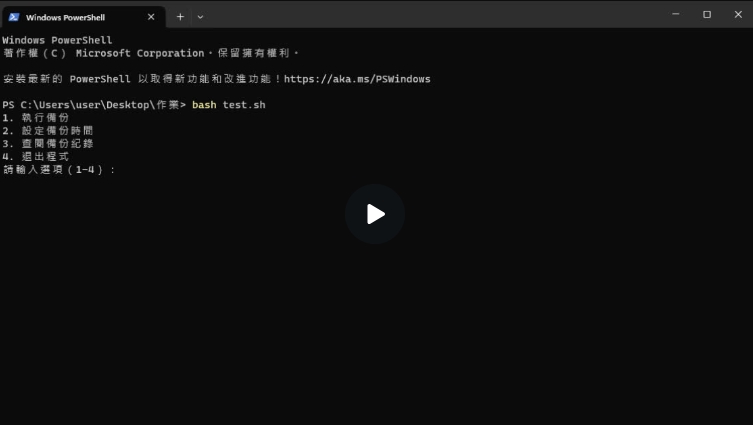 Windows PowerShell
Windows PowerShell
著作權（C） Microsoft Corporation。保留擁有權利。
安裝最新的 PowerShell 以取得新功能和改進功能！https://aka.ms/PSWindows
PS C:\Users\user\Desktop\作業> bash test.sh
1. 執行備份
2. 設定備份時間
3. 查閱備份紀錄
4. 退出程式
請輸入選項（1-4）：